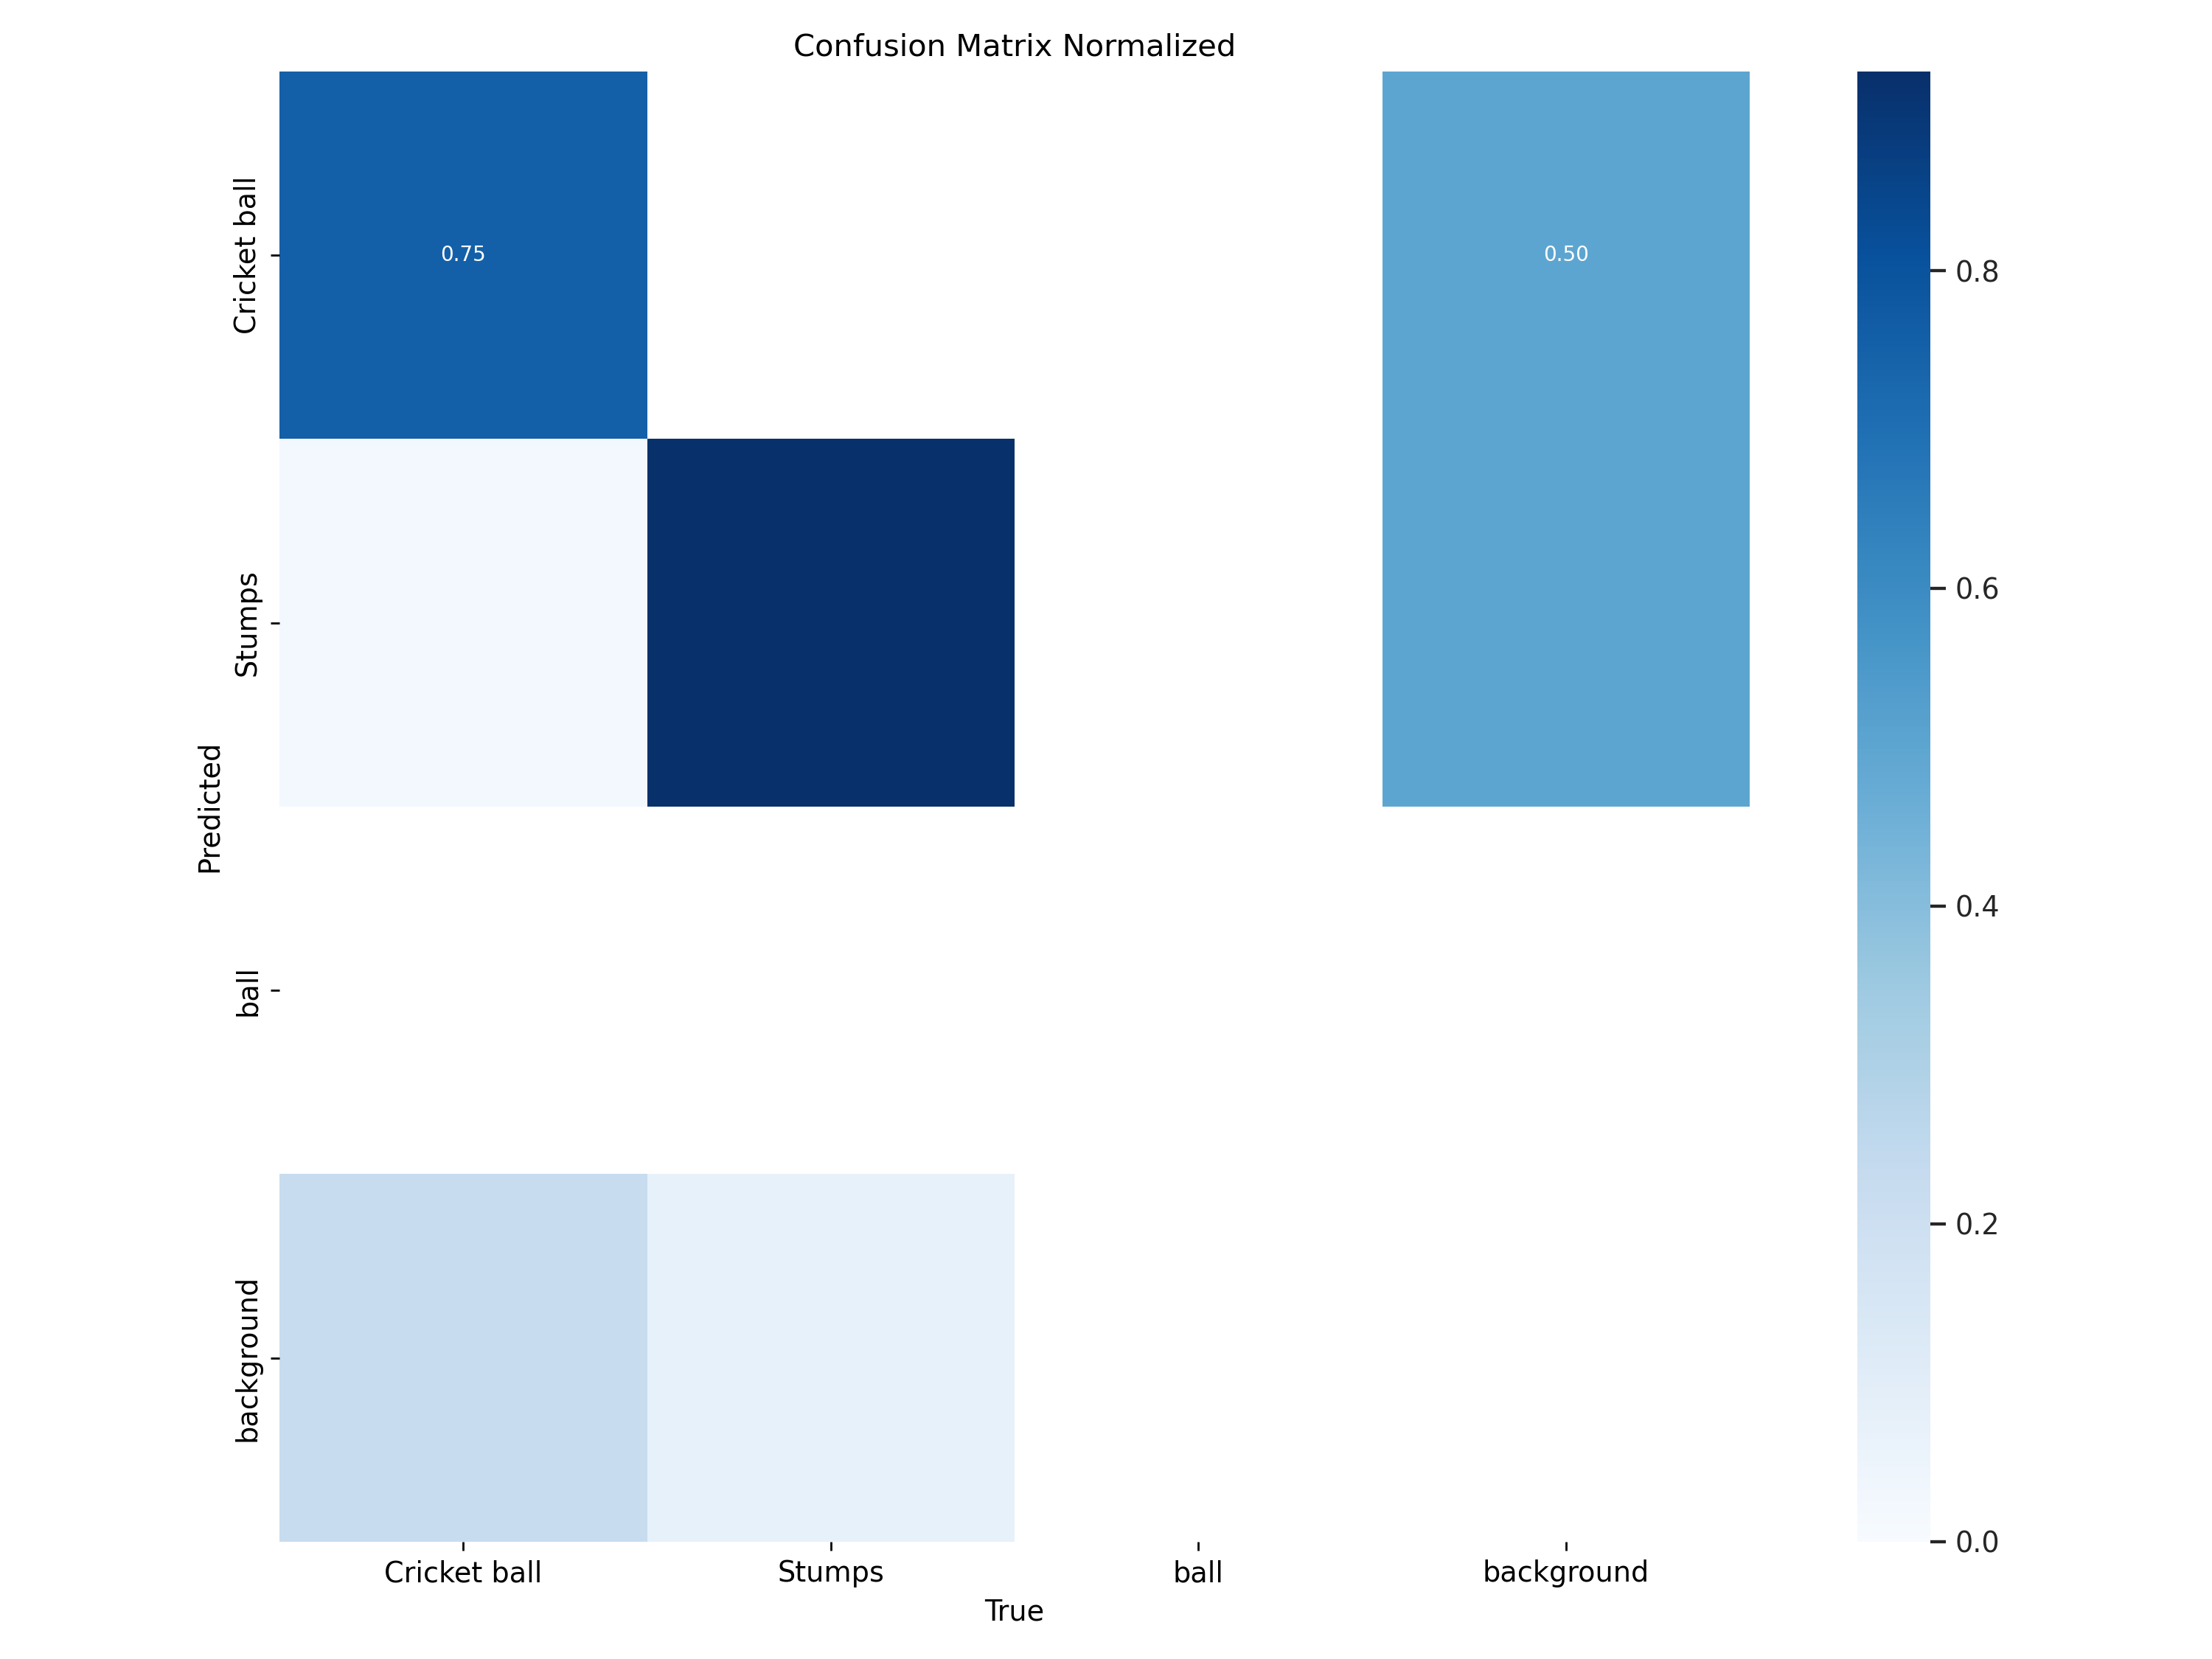 Confusion Matrix Normalized
Cricket ball
0.75
0.50
Stumps
ball
background
Predicted
Cricket ball
Stumps
ball
background
True
0.8
0.6
0.4
0.2
0.0